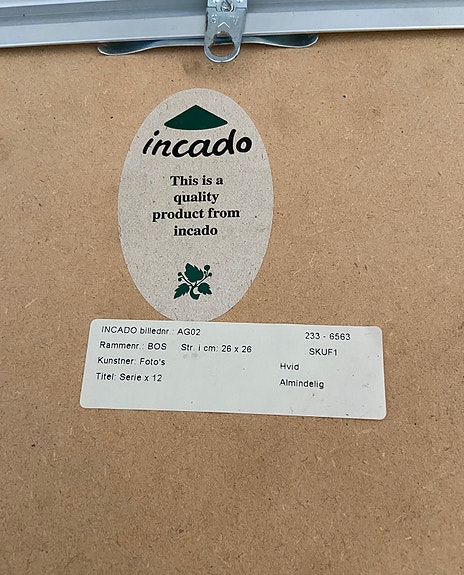 incado
This is a
quality
product from
incado
INCADO billednr.: AG02 233 - 6563
Rammenr.: BOS Str. i cm: 26 x 26 SKUF1
Kunstner: Foto's Hvid
Titel: Serie x 12 Almindelig